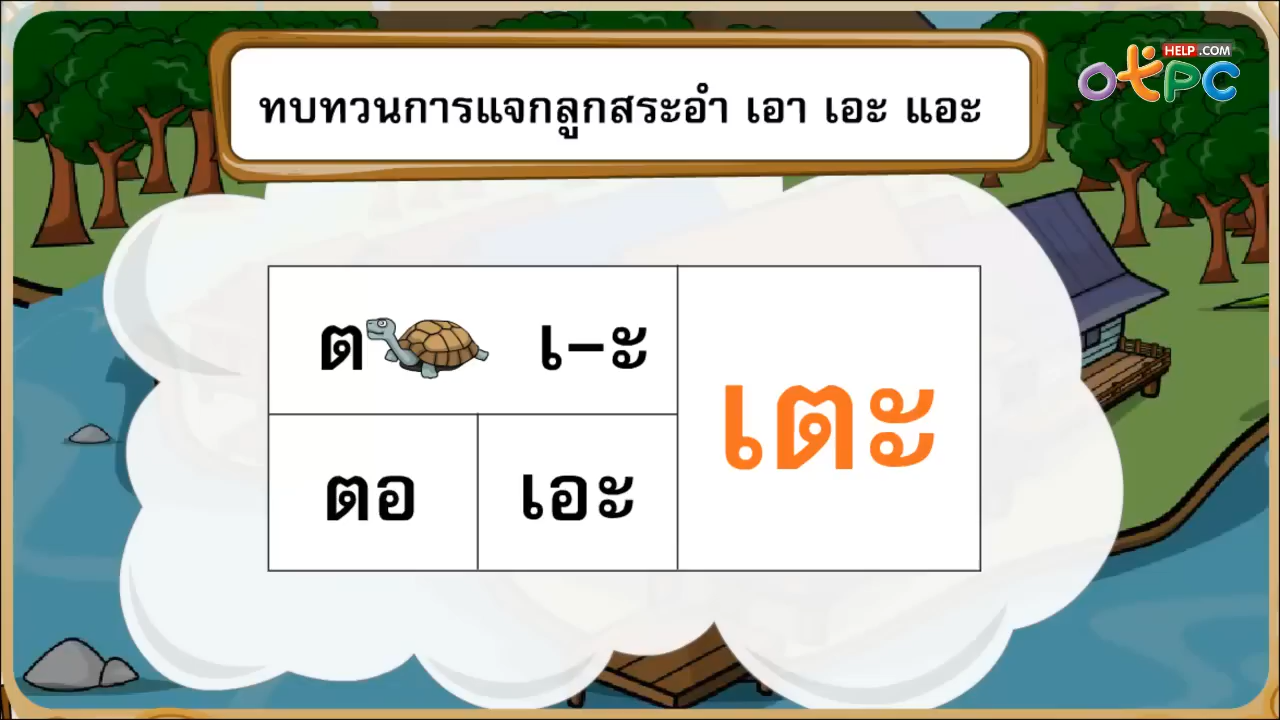 ทบทวนการแจกลูกสระอำ เอา เอะ แอะ
HELP .COM
OTPC
ต เ–ะ
เตะ
ตอ เอะ